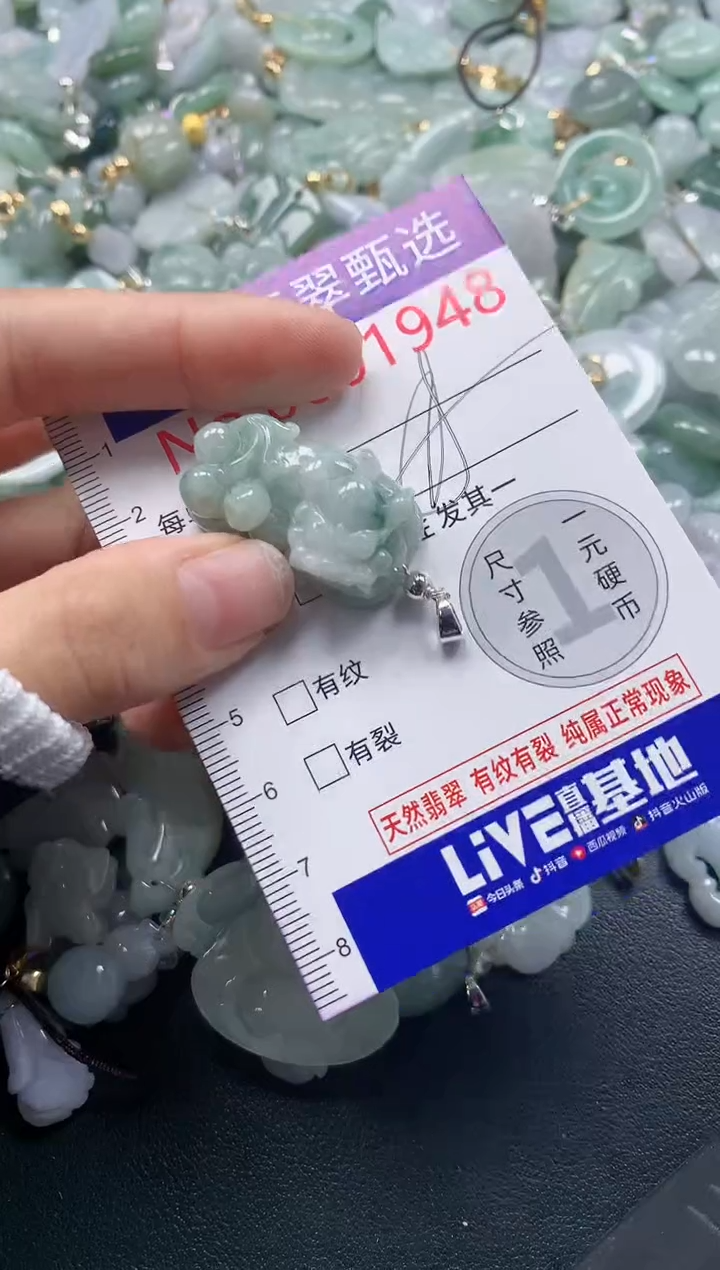 翠甄选
1948
1
2
每
发其一
尺寸参照
1
一元硬币
有纹
5
有裂
6
天然翡翠 有纹有裂 纯属正常现象
7
LiVE直播基地
今日头条 抖音 西瓜视频 抖音火山版
8